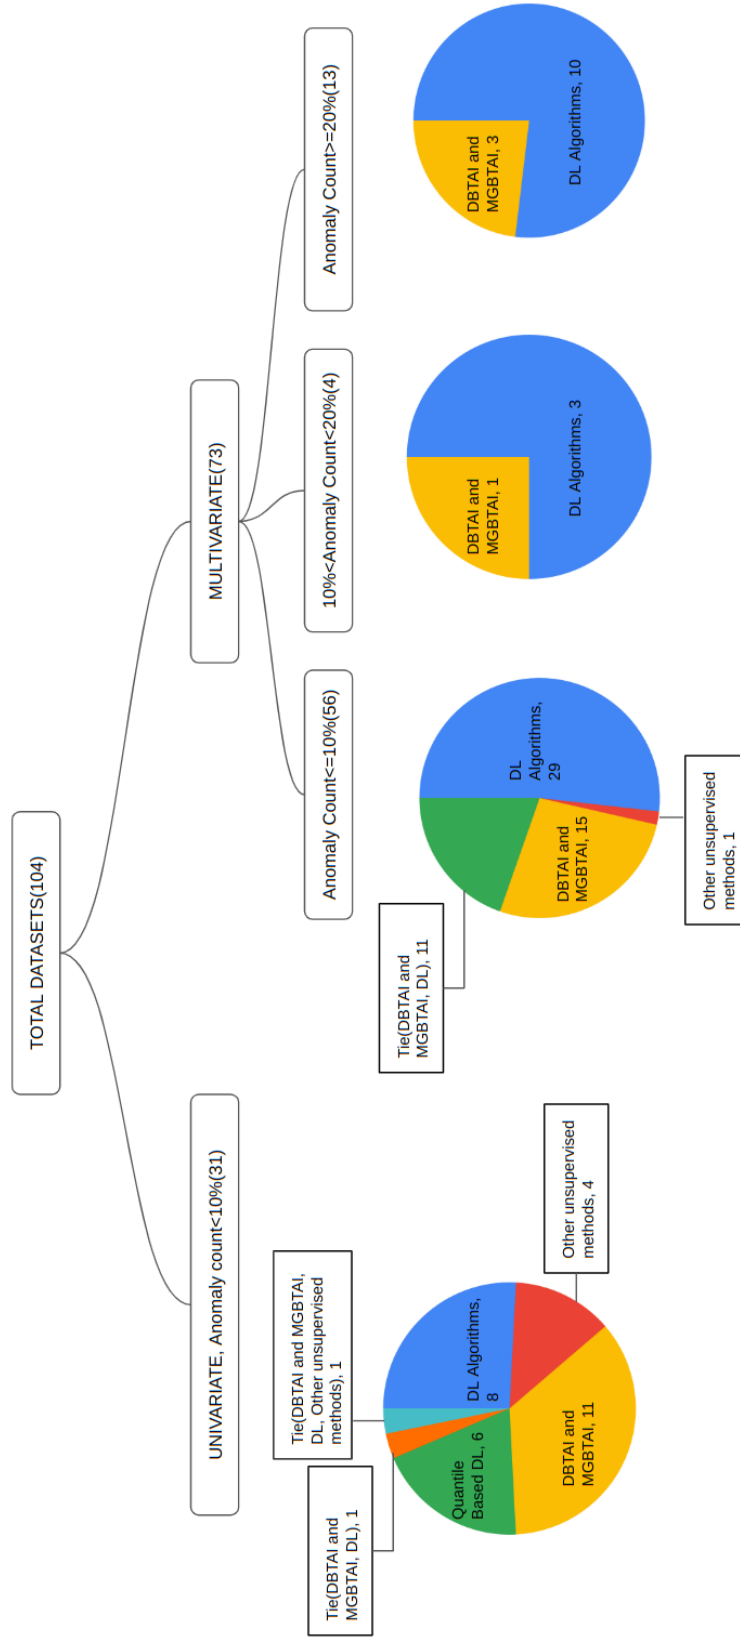 TOTAL DATASETS(104)
UNIVARIATE, Anomaly count<10%(31)
MULTIVARIATE(73)
Anomaly Count<=10%(56)
10%<Anomaly Count<20%(4)
Anomaly Count>=20%(13)
Tie(DBTAI and
MGBTAI, DL), 1
Tie(DBTAI and MGBTAI,
DL, Other unsupervised
methods), 1
Quantile
Based DL, 6
DL Algorithms,
8
DBTAI and
MGBTAI, 11
Other unsupervised
methods, 4
Tie(DBTAI and
MGBTAI, DL), 11
DL
Algorithms,
29
DBTAI and
MGBTAI, 15
Other unsupervised
methods, 1
DBTAI and
MGBTAI, 1
DL Algorithms, 3
DBTAI and
MGBTAI, 3
DL Algorithms, 10